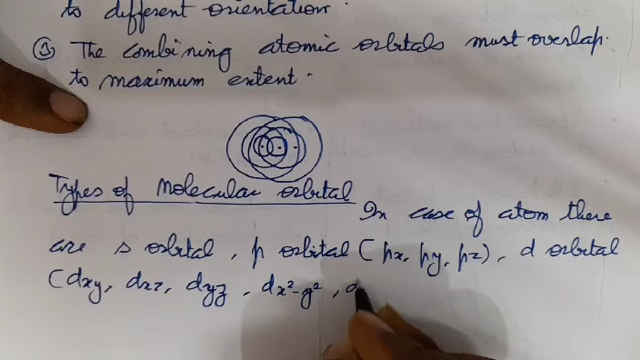 to different orientation.
③ The combining atomic orbitals must overlap
to maximum extent.
Types of Molecular orbital
In case of atom there
are s orbital, p orbital (px, py, pz), d orbital
(dxy, dxz, dyz, dx²-y²,